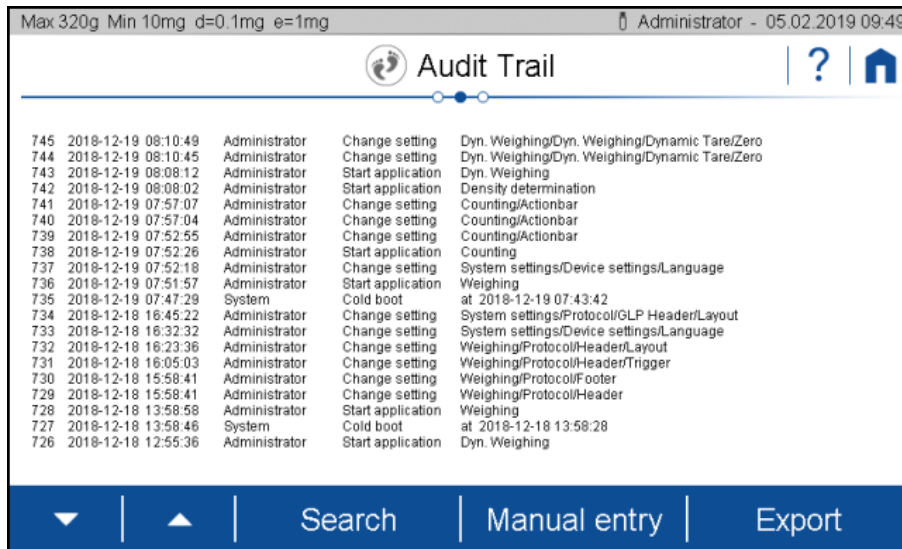 Max 320g Min 10mg d=0.1mg e=1mg Administrator - 05.02.2019 09:49
Audit Trail ?
745 2018-12-19 08:10:49 Administrator Change setting Dyn. Weighing/Dyn. Weighing/Dynamic Tare/Zero
744 2018-12-19 08:10:45 Administrator Change setting Dyn. Weighing/Dyn. Weighing/Dynamic Tare/Zero
743 2018-12-19 08:08:12 Administrator Start application Dyn. Weighing
742 2018-12-19 08:08:02 Administrator Start application Density determination
741 2018-12-19 07:57:07 Administrator Change setting Counting/Actionbar
740 2018-12-19 07:57:04 Administrator Change setting Counting/Actionbar
739 2018-12-19 07:52:55 Administrator Change setting Counting/Actionbar
738 2018-12-19 07:52:26 Administrator Start application Counting
737 2018-12-19 07:52:18 Administrator Change setting System settings/Device settings/Language
736 2018-12-19 07:51:57 Administrator Start application Weighing
735 2018-12-19 07:47:29 System Cold boot at 2018-12-19 07:43:42
734 2018-12-18 16:45:22 Administrator Change setting System settings/Protocol/GLP Header/Layout
733 2018-12-18 16:32:32 Administrator Change setting System settings/Device settings/Language
732 2018-12-18 16:23:36 Administrator Change setting Weighing/Protocol/Header/Layout
731 2018-12-18 16:05:03 Administrator Change setting Weighing/Protocol/Header/Trigger
730 2018-12-18 15:58:41 Administrator Change setting Weighing/Protocol/Footer
729 2018-12-18 15:58:41 Administrator Change setting Weighing/Protocol/Header
728 2018-12-18 13:58:58 Administrator Start application Weighing
727 2018-12-18 13:58:46 System Cold boot at 2018-12-18 13:58:28
726 2018-12-18 12:55:36 Administrator Start application Dyn. Weighing
Search Manual entry Export